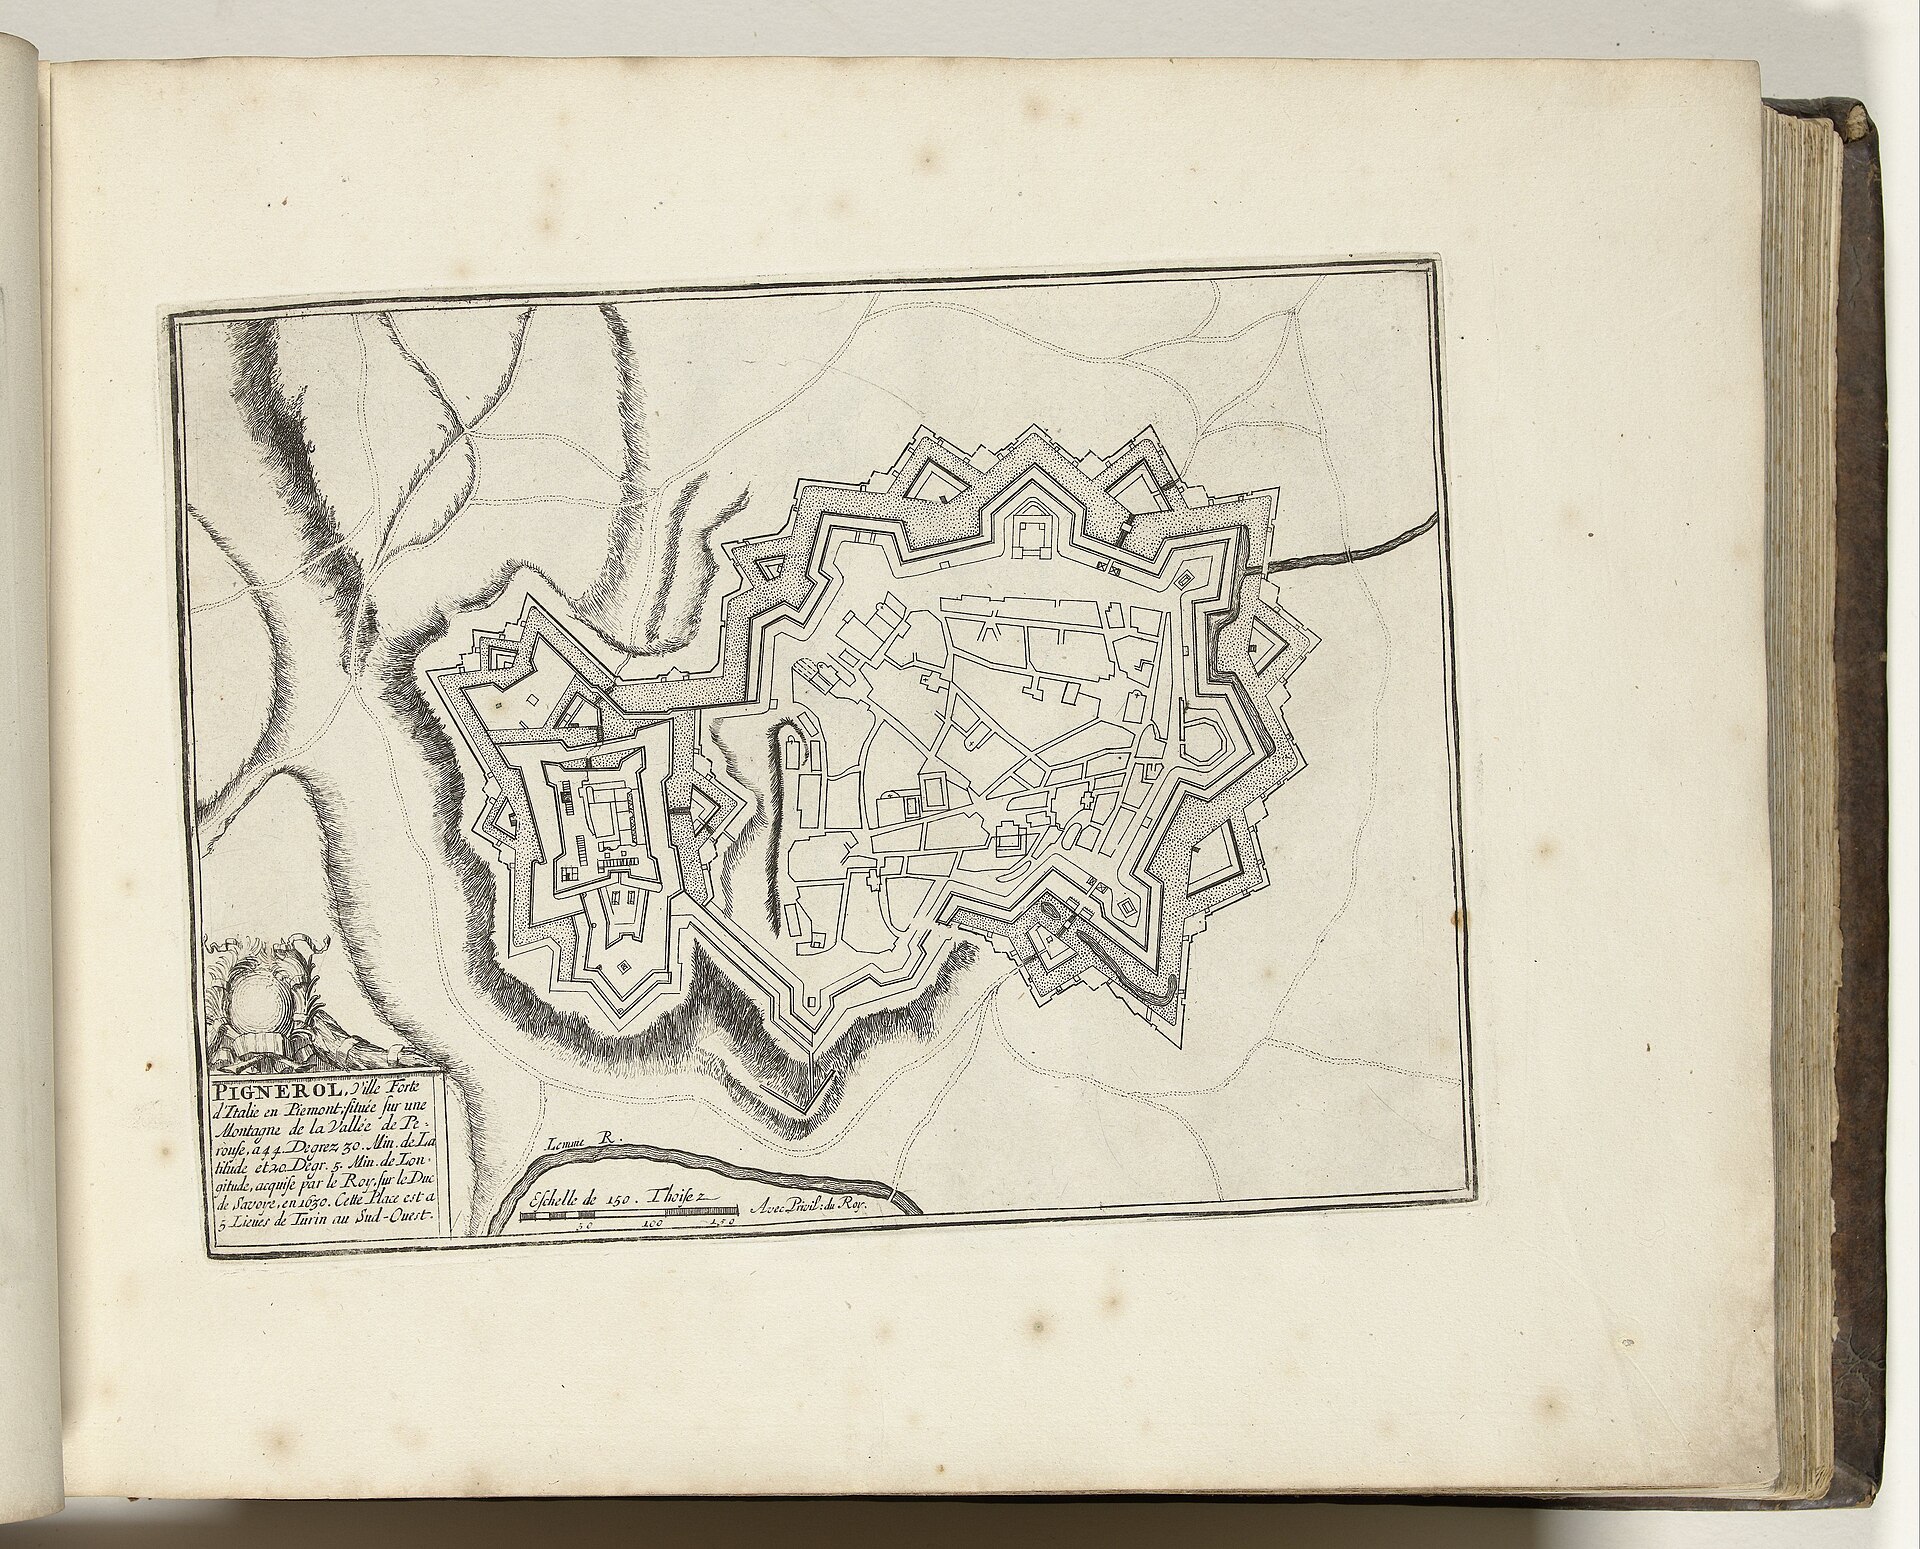 PIGNEROL, Ville Forte
d'Italie en Piemont, située sur une
Montagne de la Vallée de Pe-
rouse, a 44. Degrez 30. Min. de La
titude et 20. Degr. 5. Min. de Lon-
gitude, acquise par le Roy, sur le Duc
de Savoye, en 1630. Cette Place est a
5 Lieues de Turin au Sud-Ouest.
Lemme R.
Eschelle de 150. Thoisez
50 100 150
Avec Privil: du Roy.